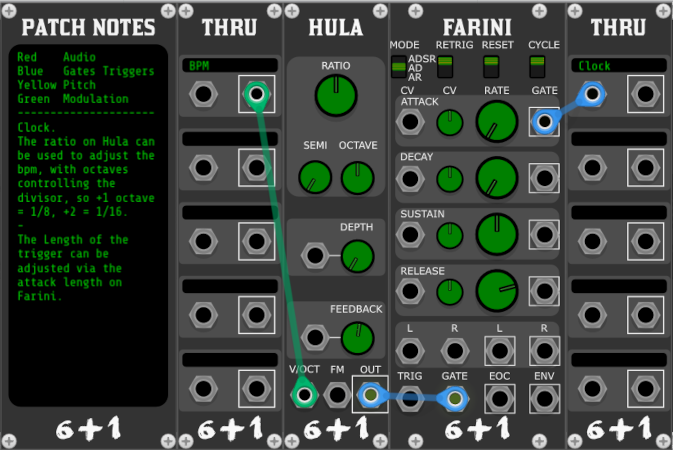 PATCH NOTES
Red Audio
Blue Gates Triggers
Yellow Pitch
Green Modulation
---------------------
Clock.
The ratio on Hula can
be used to adjust the
bpm, with octaves
controlling the
divisor, so +1 octave
= 1/8, +2 = 1/16.
-
The Length of the
trigger can be
adjusted via the
attack length on
Farini.
6+1
THRU
BPM
6+1
HULA
RATIO
SEMI OCTAVE
DEPTH
FEEDBACK
V/OCT FM OUT
6+1
FARINI
MODE RETRIG RESET CYCLE
ADSR
AD
AR
CV CV RATE GATE
ATTACK
DECAY
SUSTAIN
RELEASE
L R L R
TRIG GATE EOC ENV
6+1
THRU
Clock
6+1